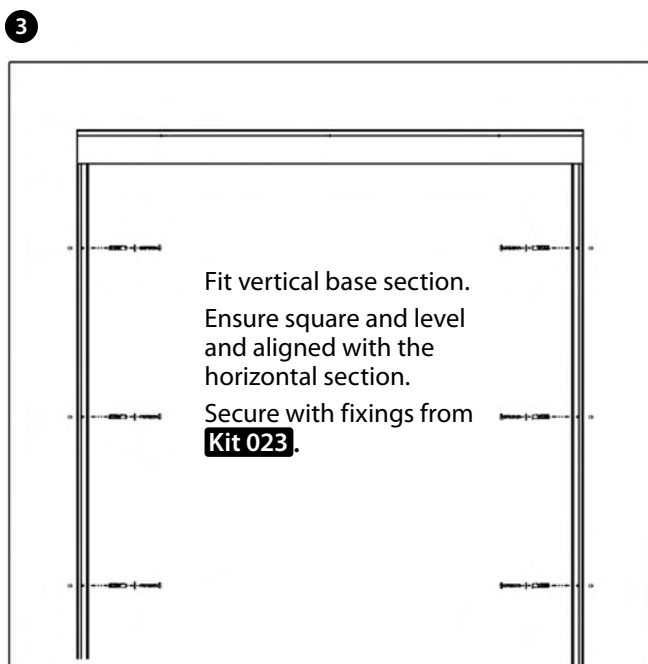 3
Fit vertical base section.
Ensure square and level
and aligned with the
horizontal section.
Secure with fixings from
Kit 023.